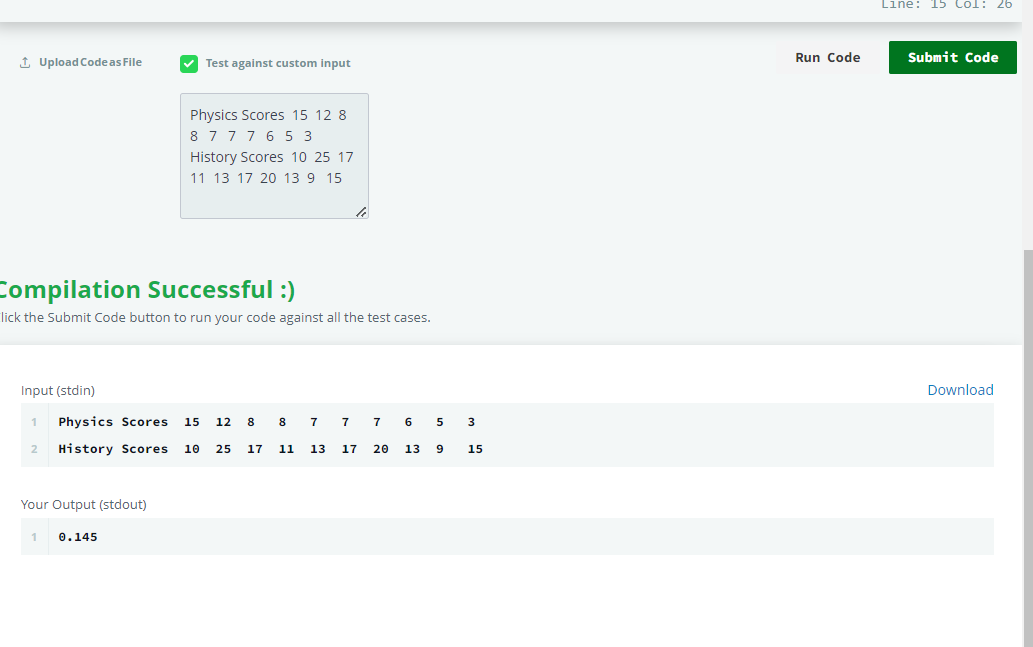 Line: 15 Col: 26
Upload Code as File
Test against custom input
Run Code
Submit Code
Physics Scores 15 12 8
8 7 7 7 6 5 3
History Scores 10 25 17
11 13 17 20 13 9 15
Compilation Successful :)
lick the Submit Code button to run your code against all the test cases.
Input (stdin)
Download
1 Physics Scores 15 12 8 8 7 7 7 6 5 3
2 History Scores 10 25 17 11 13 17 20 13 9 15
Your Output (stdout)
1 0.145